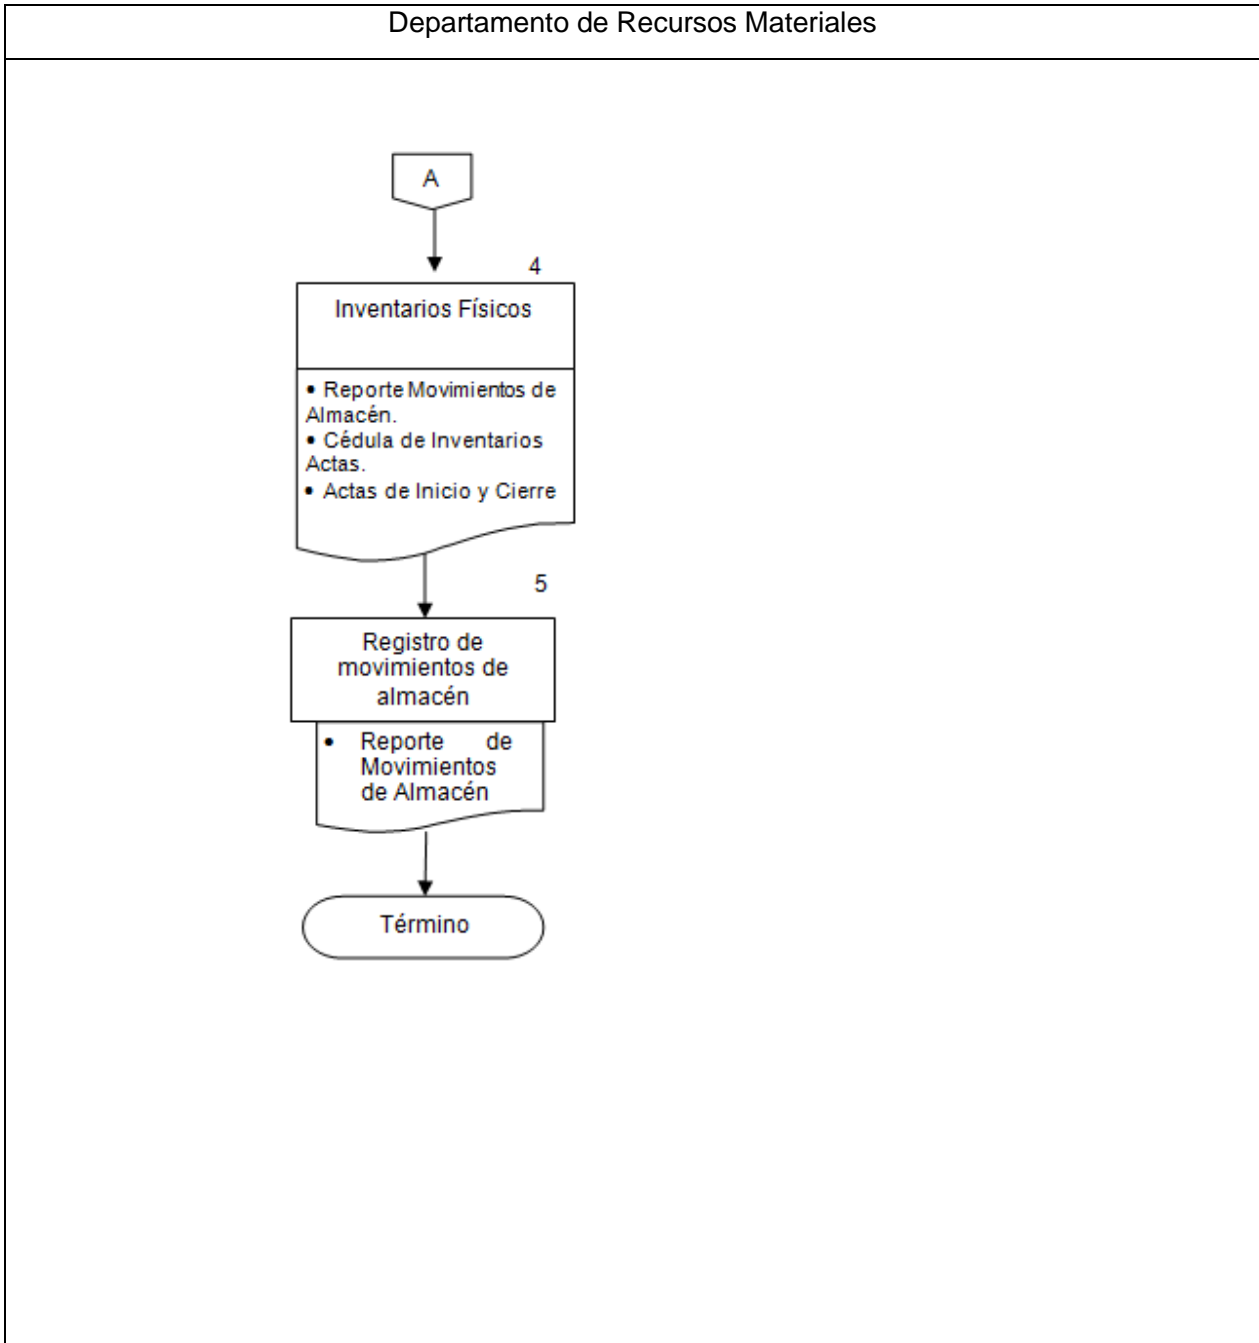 Departamento de Recursos Materiales
A
4
Inventarios Físicos
• Reporte Movimientos de
Almacén.
• Cédula de Inventarios
Actas.
• Actas de Inicio y Cierre
5
Registro de
movimientos de
almacén
• Reporte de
Movimientos
de Almacén
Término